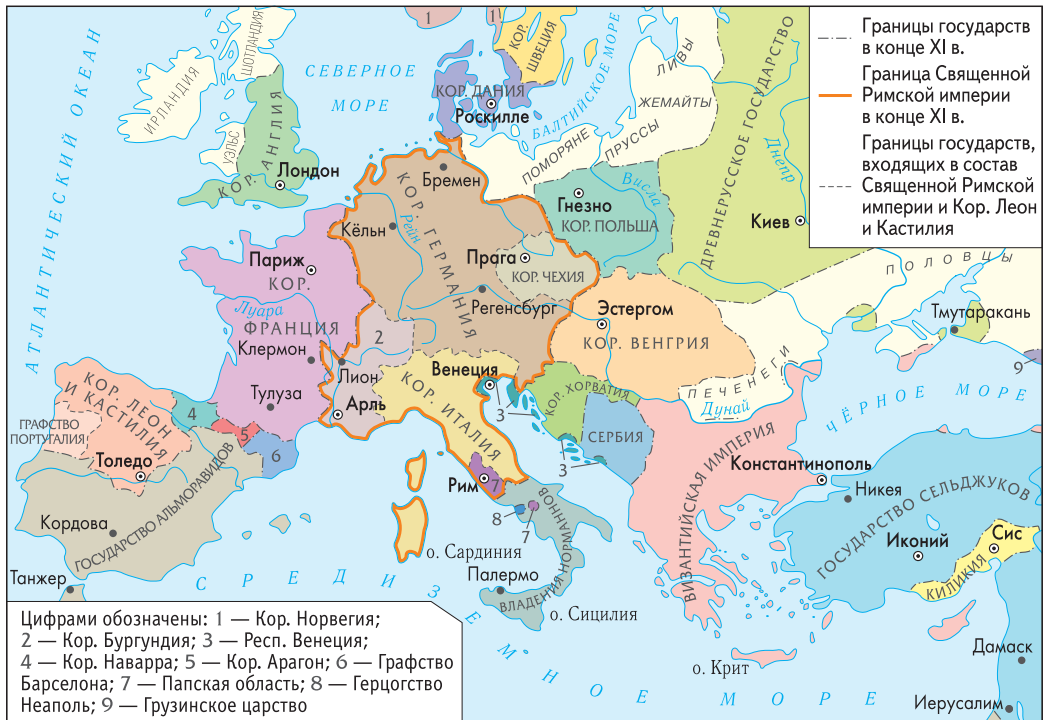 Границы государств
в конце XI в.
Граница Священной
Римской империи
в конце XI в.
Границы государств,
входящих в состав
Священной Римской
империи и Кор. Леон
и Кастилия
АТЛАНТИЧЕСКИЙ ОКЕАН
СЕВЕРНОЕ
МОРЕ
БАЛТИЙСКОЕ МОРЕ
ИРЛАНДИЯ
ШОТЛАНДИЯ
УЭЛЬС
КОР. АНГЛИЯ
Лондон
1
1
КОР.
ШВЕЦИЯ
КОР. ДАНИЯ
Роскилле
ЛИВЫ
ЖЕМАЙТЫ
ПРУССЫ
ПОМОРЯНЕ
ДРЕВНЕРУССКОЕ ГОСУДАРСТВО
Днепр
Киев
ПОЛОВЦЫ
Бремен
КОР. ГЕРМАНИЯ
Рейн
Кёльн
Гнезно
Висла
КОР. ПОЛЬША
Прага
КОР. ЧЕХИЯ
Регенсбург
Париж
КОР.
Луара
ФРАНЦИЯ
Клермон
Тулуза
2
Лион
Арль
Эстергом
КОР. ВЕНГРИЯ
ПЕЧЕНЕГИ
Дунай
Тмутаракань
9
ЧЁРНОЕ МОРЕ
Венеция
3
КОР. ИТАЛИЯ
КОР. ХОРВАТИЯ
СЕРБИЯ
3
КОР. ЛЕОН
И КАСТИЛИЯ
ГРАФСТВО
ПОРТУГАЛИЯ
4
5
6
Толедо
ГОСУДАРСТВО АЛЬМОРАВИДОВ
Кордова
Танжер
Рим
7
8
7
о. Сардиния
Палермо
ВЛАДЕНИЯ НОРМАННОВ
о. Сицилия
ВИЗАНТИЙСКАЯ ИМПЕРИЯ
Константинополь
Никея
ГОСУДАРСТВО СЕЛЬДЖУКОВ
Иконий
Сис
КИЛИКИЯ
о. Крит
Дамаск
Иерусалим
СРЕДИЗЕМНОЕ МОРЕ
Цифрами обозначены: 1 — Кор. Норвегия;
2 — Кор. Бургундия; 3 — Респ. Венеция;
4 — Кор. Наварра; 5 — Кор. Арагон; 6 — Графство
Барселона; 7 — Папская область; 8 — Герцогство
Неаполь; 9 — Грузинское царство